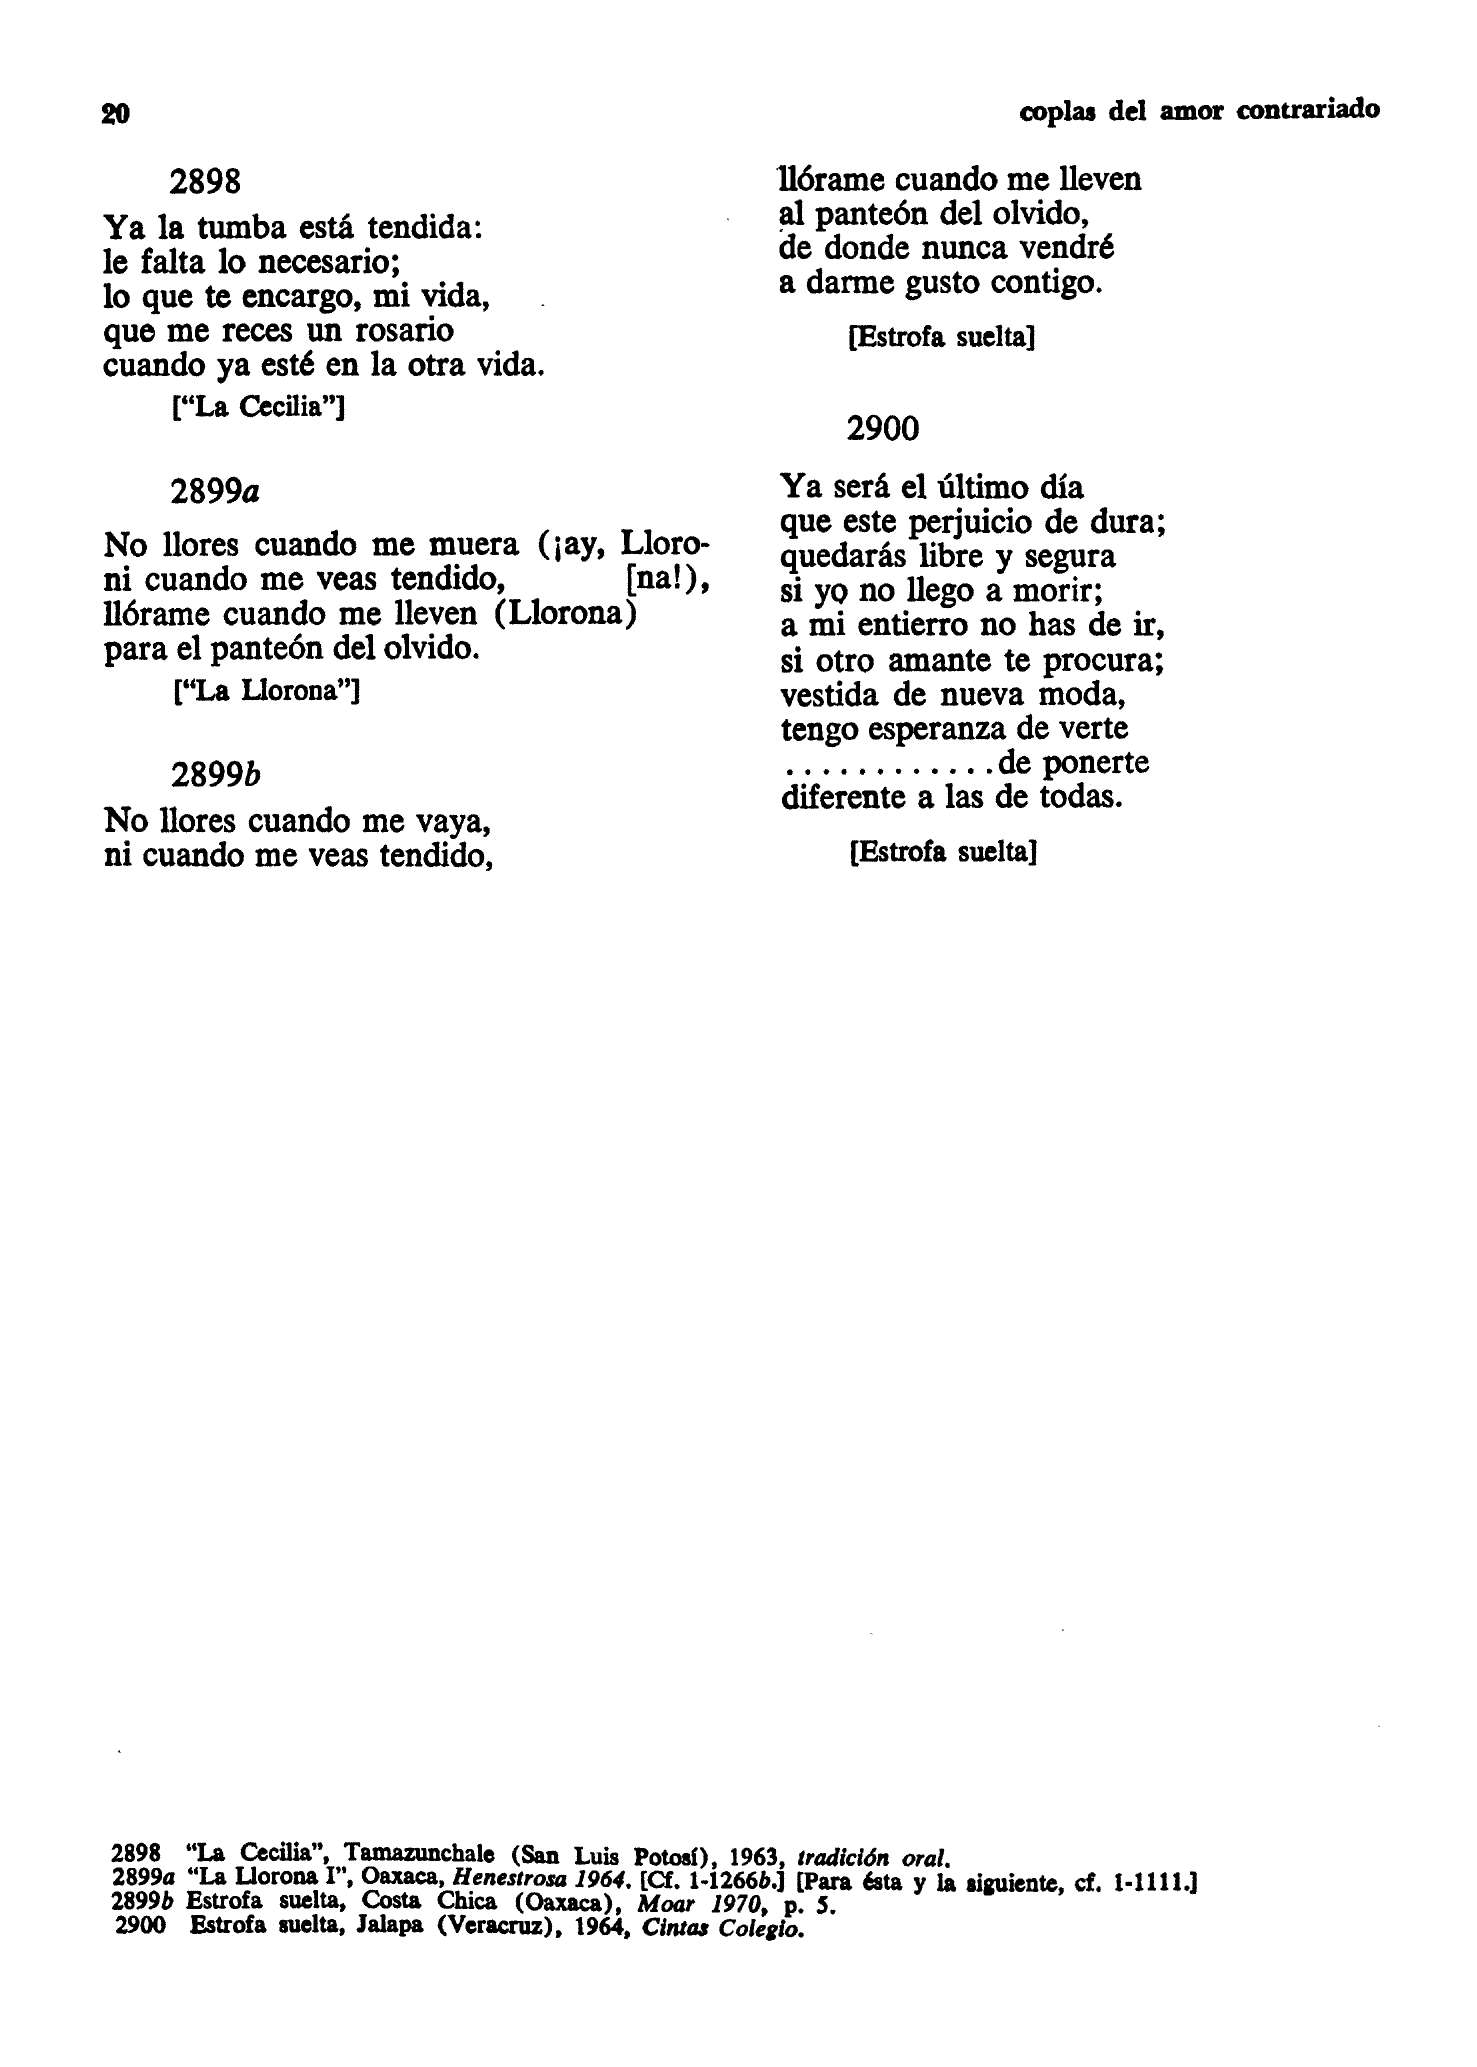 20
coplas del amor contrariado
2898
Ya la tumba está tendida:
le falta lo necesario;
lo que te encargo, mi vida,
que me reces un rosario
cuando ya esté en la otra vida.
["La Cecilia"]
2899a
No llores cuando me muera (¡ay, Lloro-
ni cuando me veas tendido, [na!),
llórame cuando me lleven (Llorona)
para el panteón del olvido.
["La Llorona"]
2899b
No llores cuando me vaya,
ni cuando me veas tendido,
llórame cuando me lleven
al panteón del olvido,
de donde nunca vendré
a darme gusto contigo.
[Estrofa suelta]
2900
Ya será el último día
que este perjuicio de dura;
quedarás libre y segura
si yo no llego a morir;
a mi entierro no has de ir,
si otro amante te procura;
vestida de nueva moda,
tengo esperanza de verte
............de ponerte
diferente a las de todas.
[Estrofa suelta]
2898 "La Cecilia", Tamazunchale (San Luis Potosí), 1963, tradición oral.
2899a "La Llorona I", Oaxaca, Henestrosa 1964. [Cf. 1-1266b.] [Para ésta y la siguiente, cf. 1-1111.]
2899b Estrofa suelta, Costa Chica (Oaxaca), Moar 1970, p. 5.
2900 Estrofa suelta, Jalapa (Veracruz), 1964, Cintas Colegio.